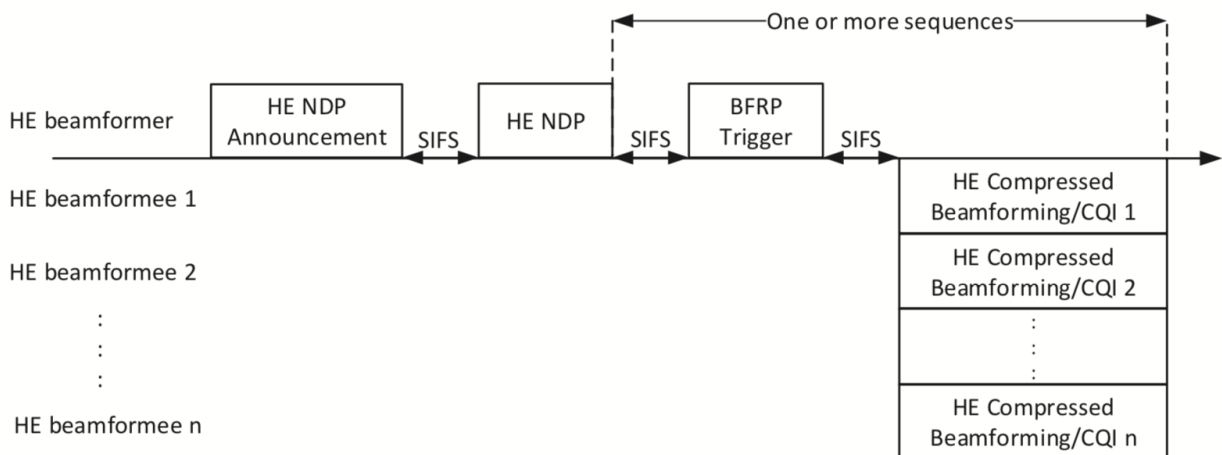 One or more sequences
HE beamformer
HE NDP
Announcement
SIFS
HE NDP
SIFS
BFRP
Trigger
SIFS
HE beamformee 1
HE Compressed
Beamforming/CQI 1
HE beamformee 2
HE Compressed
Beamforming/CQI 2
:
:
:
:
:
:
HE beamformee n
HE Compressed
Beamforming/CQI n